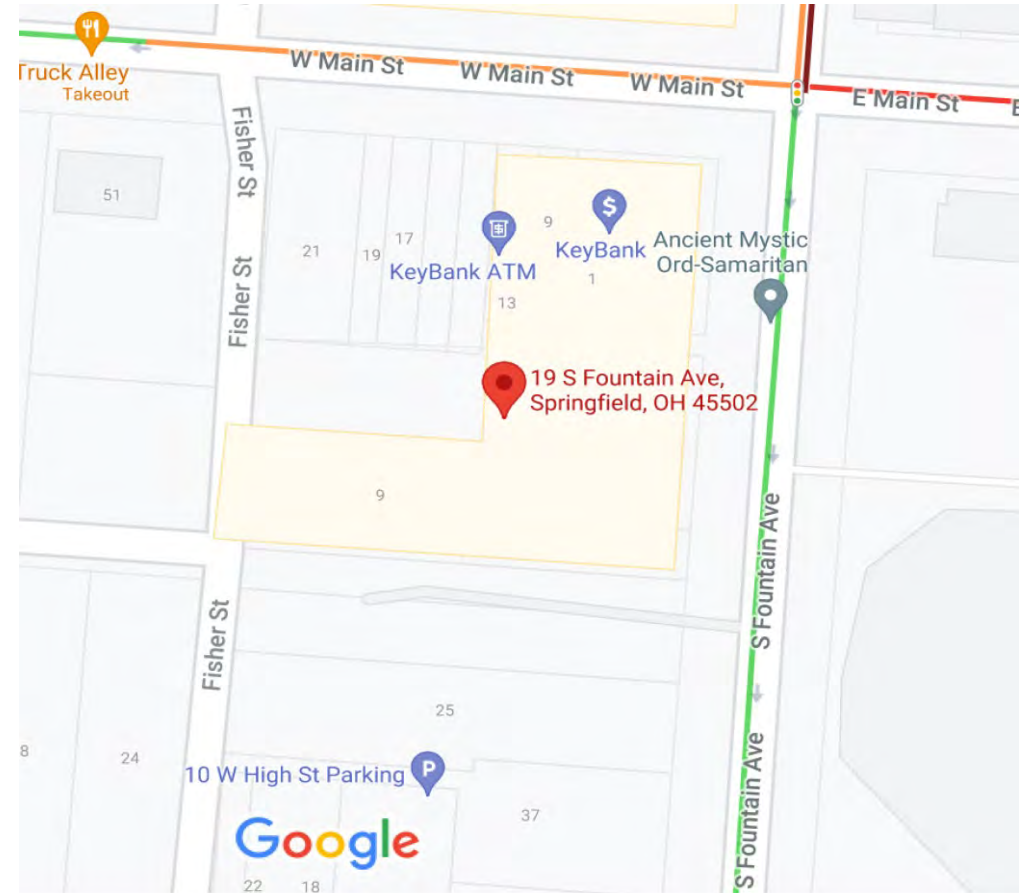 W Main St
W Main St
W Main St
E Main St
Truck Alley
Takeout
Fisher St
51
21
19
17
9
KeyBank
KeyBank ATM
1
13
Ancient Mystic
Ord-Samaritan
Fisher St
19 S Fountain Ave,
Springfield, OH 45502
9
S Fountain Ave
Fisher St
25
8
24
10 W High St Parking
P
37
S Fountain Ave
Google
22
18